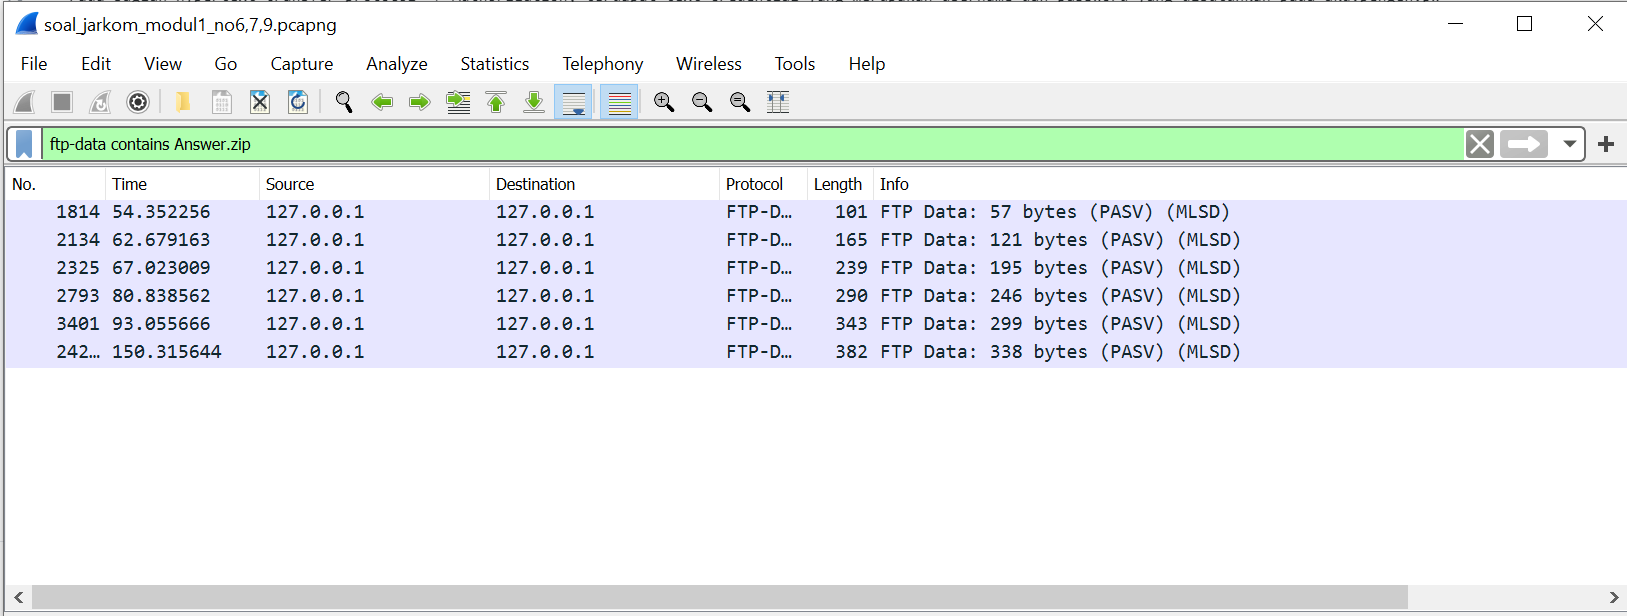 soal_jarkom_modul1_no6,7,9.pcapng
File Edit View Go Capture Analyze Statistics Telephony Wireless Tools Help
ftp-data contains Answer.zip
No. Time Source Destination Protocol Length Info
1814 54.352256 127.0.0.1 127.0.0.1 FTP-D… 101 FTP Data: 57 bytes (PASV) (MLSD)
2134 62.679163 127.0.0.1 127.0.0.1 FTP-D… 165 FTP Data: 121 bytes (PASV) (MLSD)
2325 67.023009 127.0.0.1 127.0.0.1 FTP-D… 239 FTP Data: 195 bytes (PASV) (MLSD)
2793 80.838562 127.0.0.1 127.0.0.1 FTP-D… 290 FTP Data: 246 bytes (PASV) (MLSD)
3401 93.055666 127.0.0.1 127.0.0.1 FTP-D… 343 FTP Data: 299 bytes (PASV) (MLSD)
242… 150.315644 127.0.0.1 127.0.0.1 FTP-D… 382 FTP Data: 338 bytes (PASV) (MLSD)